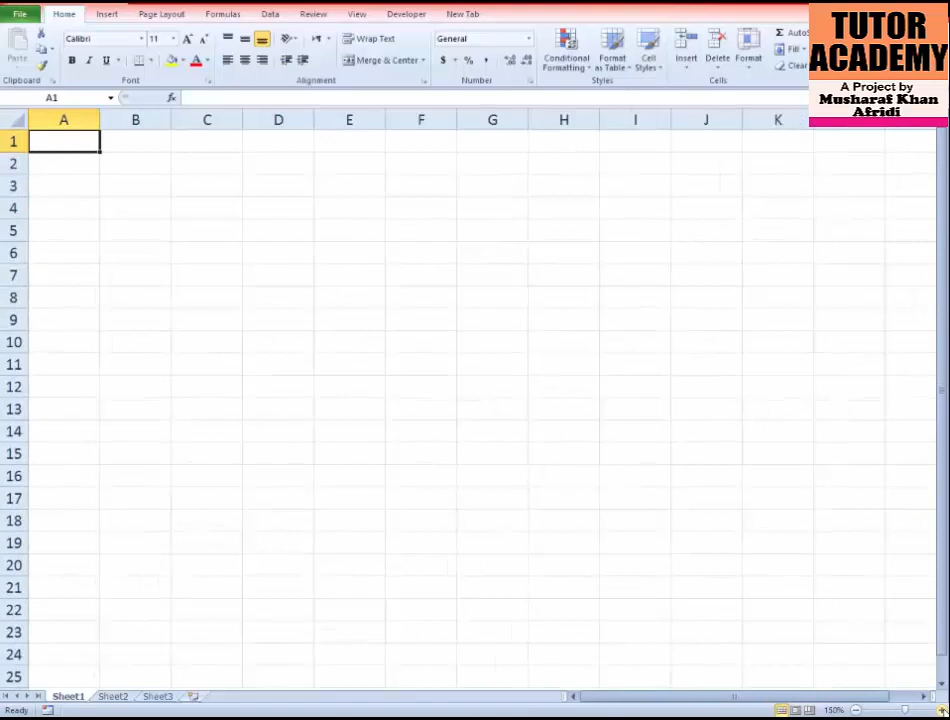 File Home Insert Page Layout Formulas Data Review View Developer New Tab
TUTOR
ACADEMY
A Project by
Musharaf Khan
Afridi
Calibri 11 Wrap Text General Σ Auto
Paste B I U A Merge & Center $ % , Conditional Formatting Format as Table Cell Styles Insert Delete Format Fill Clear
Clipboard Font Alignment Number Styles Cells
A1 fx
A B C D E F G H I J K
1
2
3
4
5
6
7
8
9
10
11
12
13
14
15
16
17
18
19
20
21
22
23
24
25
Sheet1 Sheet2 Sheet3
Ready 150%